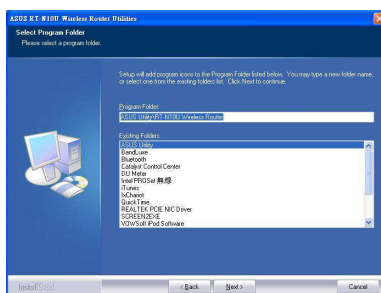 ASUS RT-N10U Wireless Router Utilities
Select Program Folder
Please select a program folder.
Setup will add program icons to the Program Folder listed below. You may type a new folder name, or select one from the existing folders list. Click Next to continue.
Program Folder:
ASUS Utility\RT-N10U Wireless Router
Existing Folders:
ASUS Utility
BandLuxe
Bluetooth
Catalyst Control Center
DU Meter
Intel PROSet 無線
iTunes
IxChariot
QuickTime
REALTEK PCIE NIC Driver
SCREEN2EXE
VOWSoft iPod Software
InstallShield
< Back
Next >
Cancel